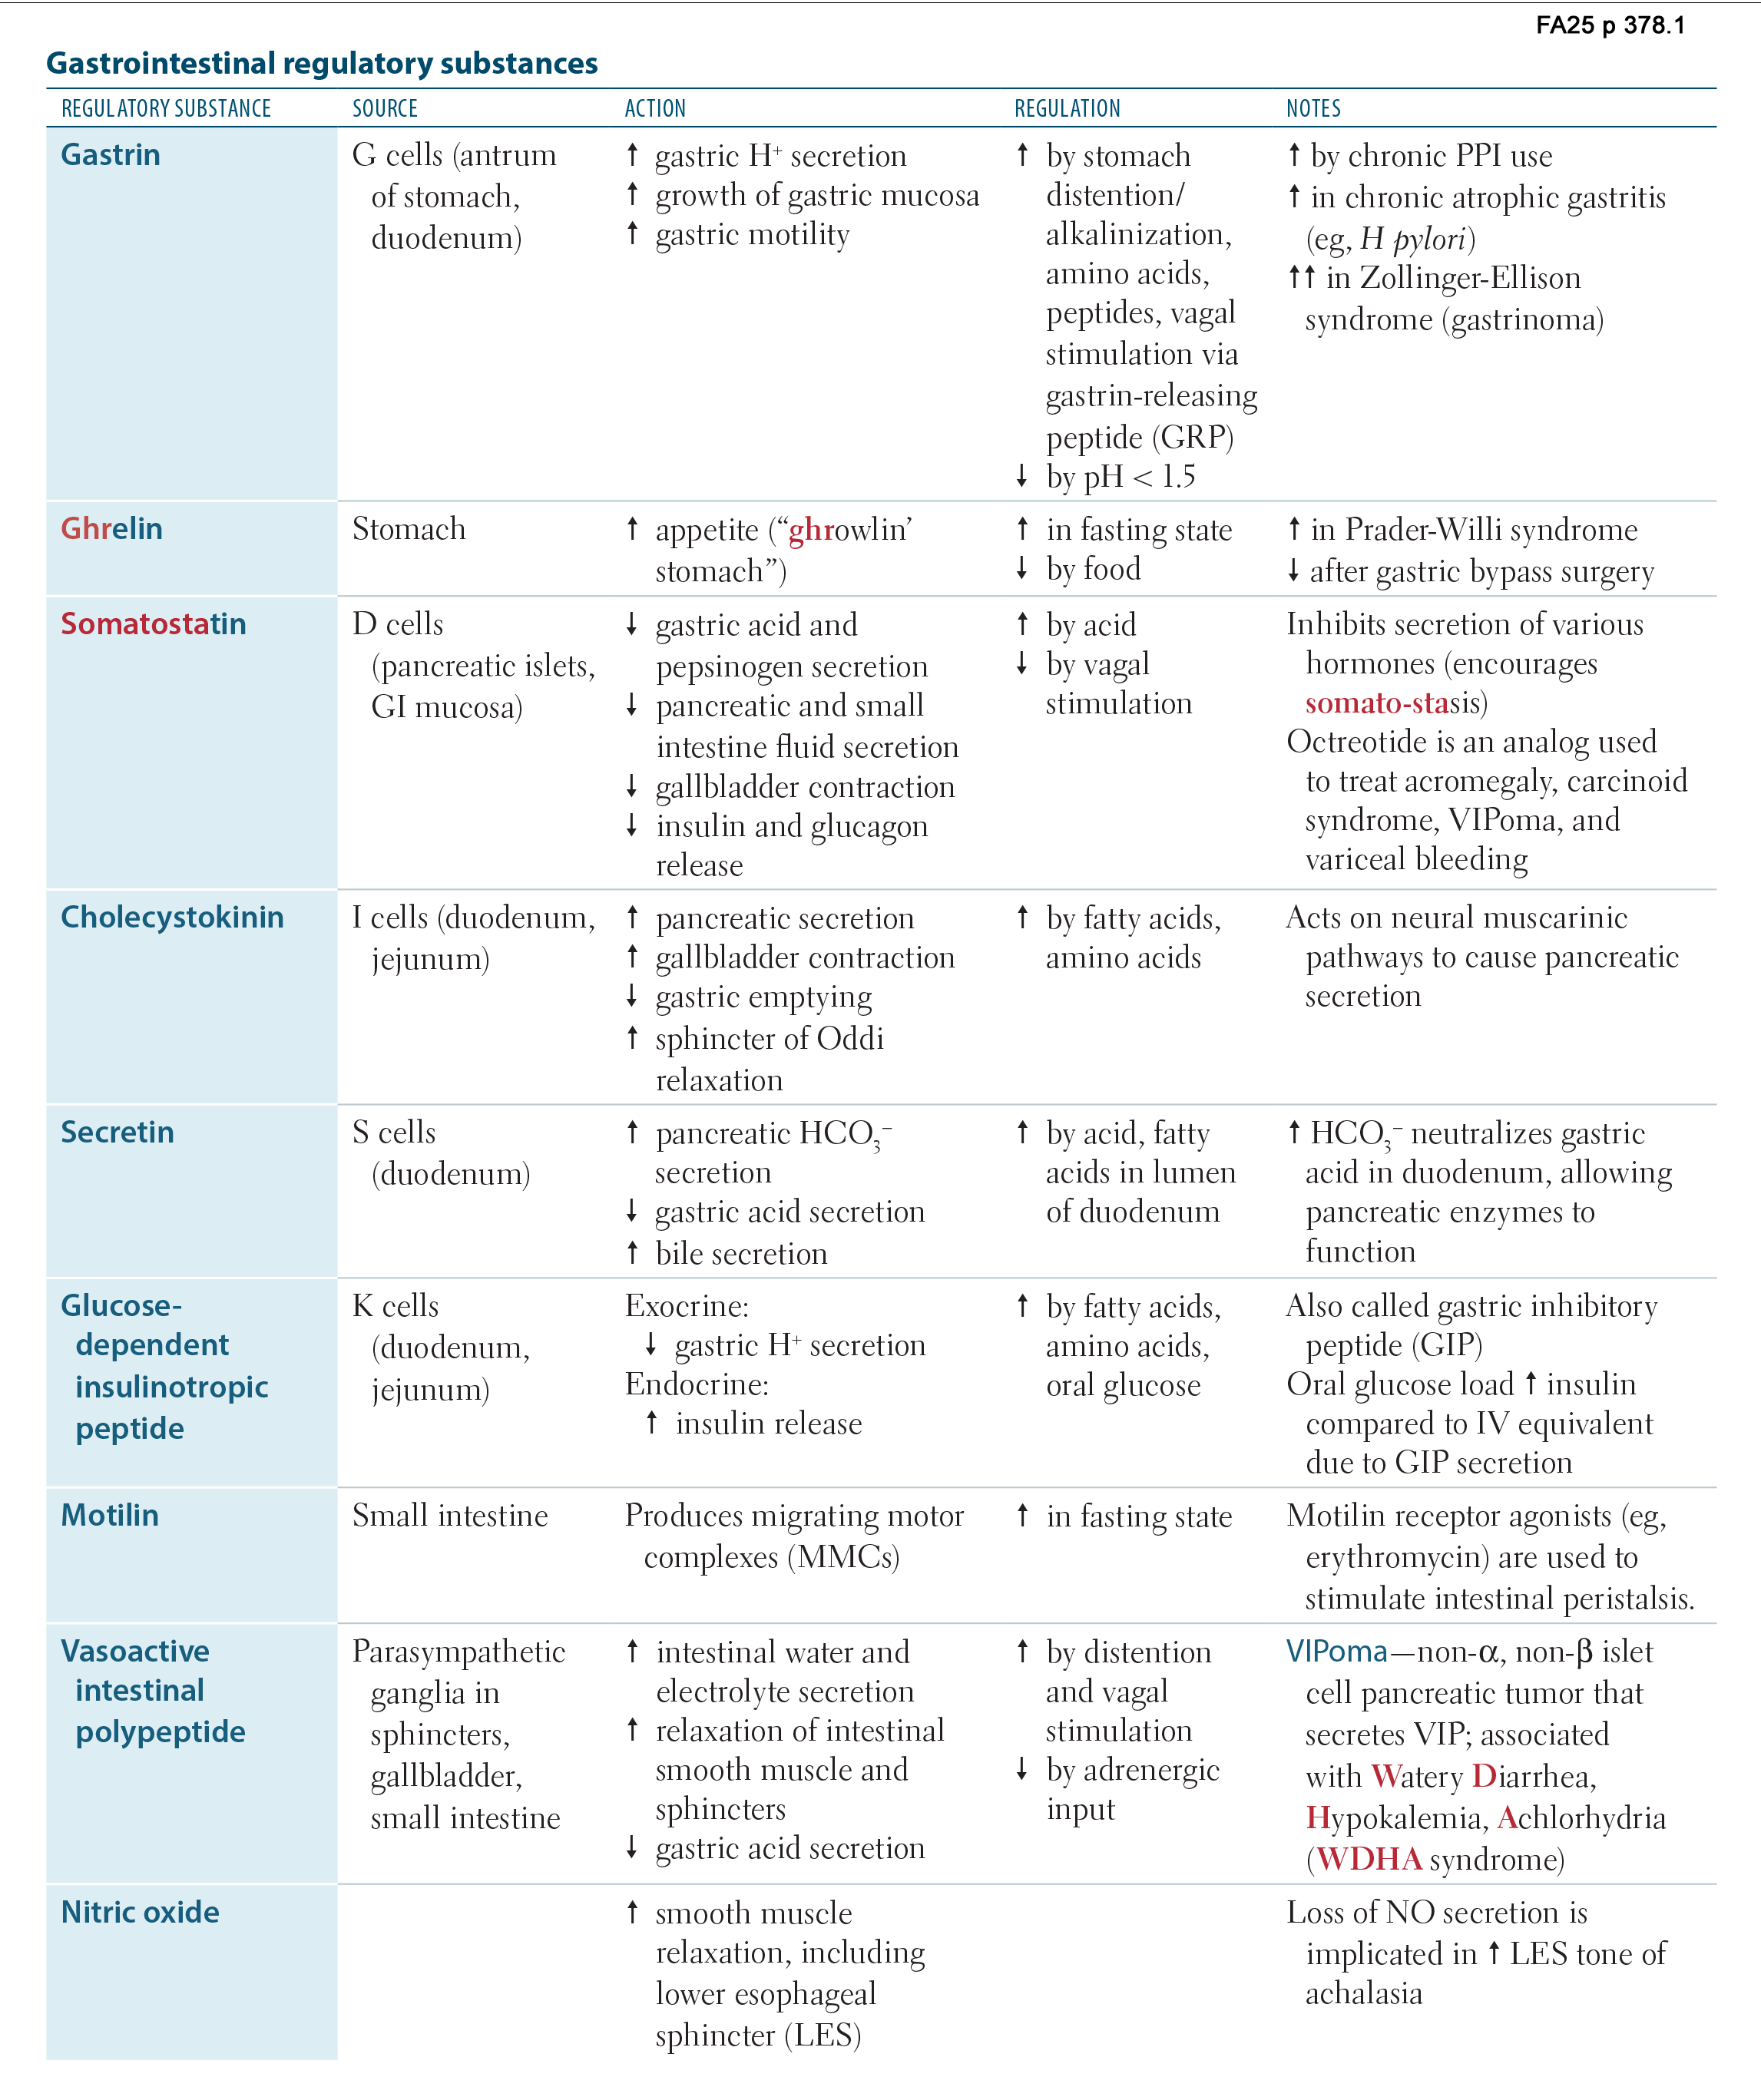 FA25 p 378.1
Gastrointestinal regulatory substances
REGULATORY SUBSTANCE SOURCE ACTION REGULATION NOTES
Gastrin
G cells (antrum
of stomach,
duodenum)
↑ gastric H⁺ secretion
↑ growth of gastric mucosa
↑ gastric motility
↑ by stomach
distention/
alkalinization,
amino acids,
peptides, vagal
stimulation via
gastrin-releasing
peptide (GRP)
↓ by pH < 1.5
↑ by chronic PPI use
↑ in chronic atrophic gastritis
(eg, H pylori)
↑↑ in Zollinger-Ellison
syndrome (gastrinoma)
Ghrelin
Stomach
↑ appetite (“ghrowlin’
stomach”)
↑ in fasting state
↓ by food
↑ in Prader-Willi syndrome
↓ after gastric bypass surgery
Somatostatin
D cells
(pancreatic islets,
GI mucosa)
↓ gastric acid and
pepsinogen secretion
↓ pancreatic and small
intestine fluid secretion
↓ gallbladder contraction
↓ insulin and glucagon
release
↑ by acid
↓ by vagal
stimulation
Inhibits secretion of various
hormones (encourages
somato-stasis)
Octreotide is an analog used
to treat acromegaly, carcinoid
syndrome, VIPoma, and
variceal bleeding
Cholecystokinin
I cells (duodenum,
jejunum)
↑ pancreatic secretion
↑ gallbladder contraction
↓ gastric emptying
↑ sphincter of Oddi
relaxation
↑ by fatty acids,
amino acids
Acts on neural muscarinic
pathways to cause pancreatic
secretion
Secretin
S cells
(duodenum)
↑ pancreatic HCO₃⁻
secretion
↓ gastric acid secretion
↑ bile secretion
↑ by acid, fatty
acids in lumen
of duodenum
↑ HCO₃⁻ neutralizes gastric
acid in duodenum, allowing
pancreatic enzymes to
function
Glucose-
dependent
insulinotropic
peptide
K cells
(duodenum,
jejunum)
Exocrine:
↓ gastric H⁺ secretion
Endocrine:
↑ insulin release
↑ by fatty acids,
amino acids,
oral glucose
Also called gastric inhibitory
peptide (GIP)
Oral glucose load ↑ insulin
compared to IV equivalent
due to GIP secretion
Motilin
Small intestine
Produces migrating motor
complexes (MMCs)
↑ in fasting state
Motilin receptor agonists (eg,
erythromycin) are used to
stimulate intestinal peristalsis.
Vasoactive
intestinal
polypeptide
Parasympathetic
ganglia in
sphincters,
gallbladder,
small intestine
↑ intestinal water and
electrolyte secretion
↑ relaxation of intestinal
smooth muscle and
sphincters
↓ gastric acid secretion
↑ by distention
and vagal
stimulation
↓ by adrenergic
input
VIPoma—non-α, non-β islet
cell pancreatic tumor that
secretes VIP; associated
with Watery Diarrhea,
Hypokalemia, Achlorhydria
(WDHA syndrome)
Nitric oxide
↑ smooth muscle
relaxation, including
lower esophageal
sphincter (LES)
Loss of NO secretion is
implicated in ↑ LES tone of
achalasia